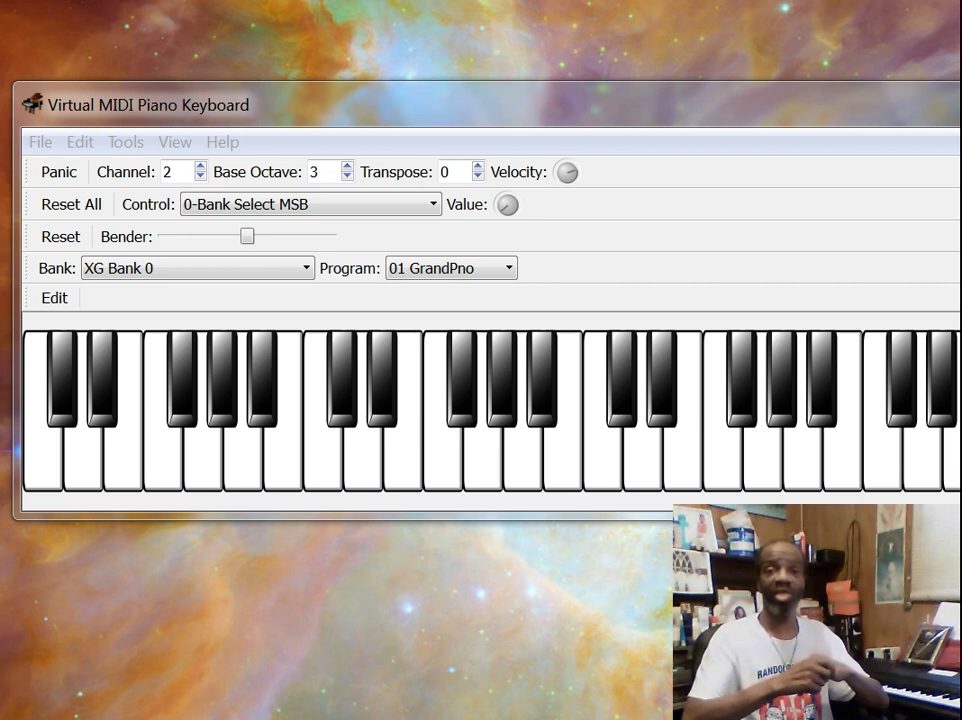 Virtual MIDI Piano Keyboard
File Edit Tools View Help
Panic Channel: 2 Base Octave: 3 Transpose: 0 Velocity:
Reset All Control: 0-Bank Select MSB Value:
Reset Bender:
Bank: XG Bank 0 Program: 01 GrandPno
Edit